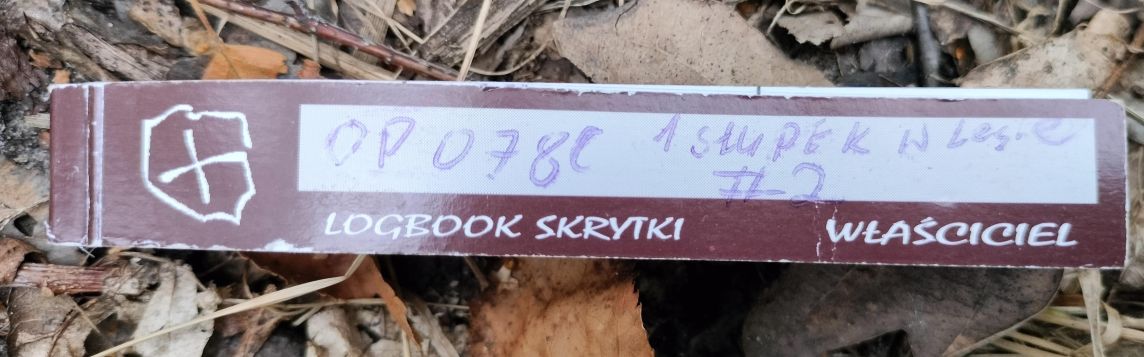 OP078C 1 SŁUPEK W LESIE
#2
LOGBOOK SKRYTKI WŁAŚCICIEL